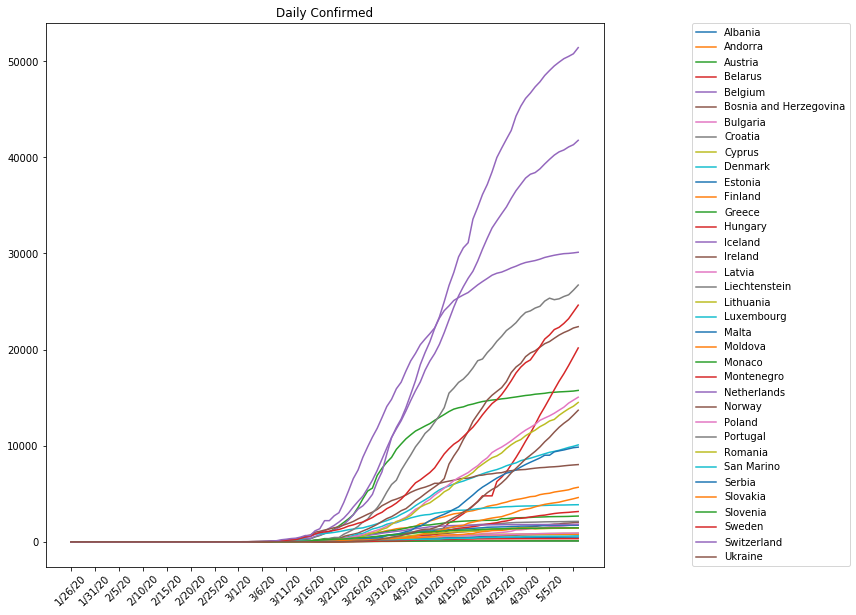 Daily Confirmed
50000
40000
30000
20000
10000
0
1/26/20
1/31/20
2/5/20
2/10/20
2/15/20
2/20/20
2/25/20
3/1/20
3/6/20
3/11/20
3/16/20
3/21/20
3/26/20
3/31/20
4/5/20
4/10/20
4/15/20
4/20/20
4/25/20
4/30/20
5/5/20
Albania
Andorra
Austria
Belarus
Belgium
Bosnia and Herzegovina
Bulgaria
Croatia
Cyprus
Denmark
Estonia
Finland
Greece
Hungary
Iceland
Ireland
Latvia
Liechtenstein
Lithuania
Luxembourg
Malta
Moldova
Monaco
Montenegro
Netherlands
Norway
Poland
Portugal
Romania
San Marino
Serbia
Slovakia
Slovenia
Sweden
Switzerland
Ukraine